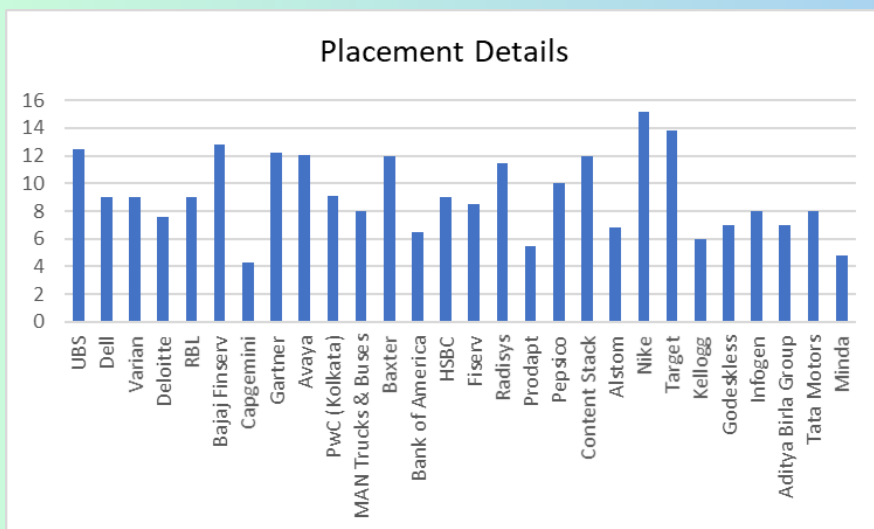 Placement Details
16
14
12
10
8
6
4
2
0
UBS
Dell
Varian
Deloitte
RBL
Bajaj Finserv
Capgemini
Gartner
Avaya
PwC (Kolkata)
MAN Trucks & Buses
Baxter
Bank of America
HSBC
Fiserv
Radisys
Prodapt
Pepsico
Content Stack
Alstom
Nike
Target
Kellogg
Godeskless
Infogen
Aditya Birla Group
Tata Motors
Minda